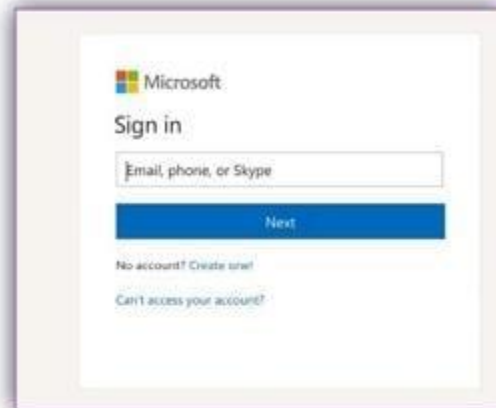 Microsoft
Sign in
Email, phone, or Skype
Next
No account? Create one!
Can't access your account?